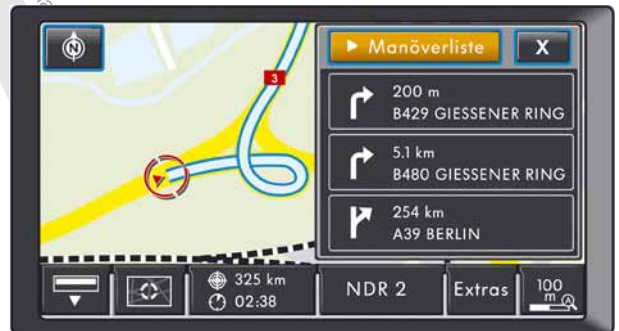 N
3
Manöverliste
X
200 m
B429 GIESSENER RING
5.1 km
B480 GIESSENER RING
254 km
A39 BERLIN
325 km
02:38
NDR 2
Extras
100
m
A